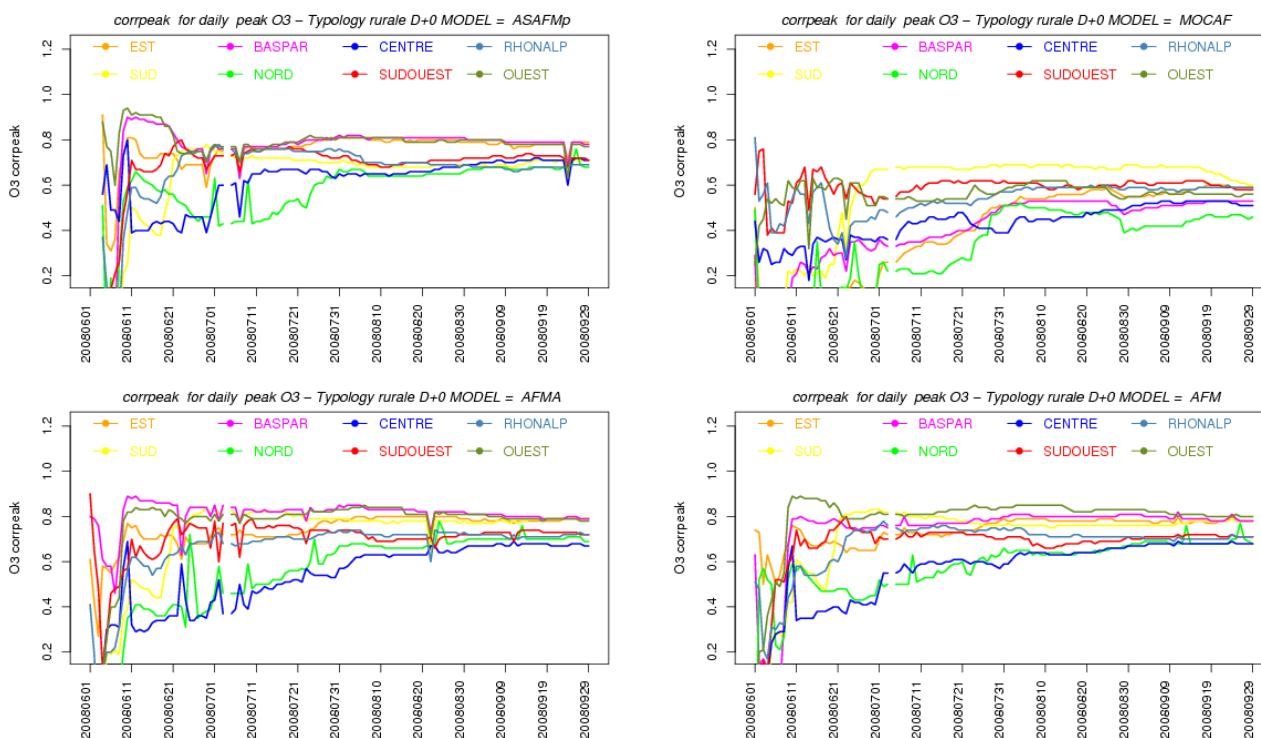 corrpeak for daily peak O3 − Typology rurale D+0 MODEL = ASAFMp
EST BASPAR CENTRE RHONALP
SUD NORD SUDOUEST OUEST
O3 corrpeak
0.2 0.4 0.6 0.8 1.0 1.2
20080601 20080611 20080621 20080701 20080711 20080721 20080731 20080810 20080820 20080830 20080909 20080919 20080929
corrpeak for daily peak O3 − Typology rurale D+0 MODEL = MOCAF
EST BASPAR CENTRE RHONALP
SUD NORD SUDOUEST OUEST
O3 corrpeak
0.2 0.4 0.6 0.8 1.0 1.2
20080601 20080611 20080621 20080701 20080711 20080721 20080731 20080810 20080820 20080830 20080909 20080919 20080929
corrpeak for daily peak O3 − Typology rurale D+0 MODEL = AFMA
EST BASPAR CENTRE RHONALP
SUD NORD SUDOUEST OUEST
O3 corrpeak
0.2 0.4 0.6 0.8 1.0 1.2
20080601 20080611 20080621 20080701 20080711 20080721 20080731 20080810 20080820 20080830 20080909 20080919 20080929
corrpeak for daily peak O3 − Typology rurale D+0 MODEL = AFM
EST BASPAR CENTRE RHONALP
SUD NORD SUDOUEST OUEST
O3 corrpeak
0.2 0.4 0.6 0.8 1.0 1.2
20080601 20080611 20080621 20080701 20080711 20080721 20080731 20080810 20080820 20080830 20080909 20080919 20080929